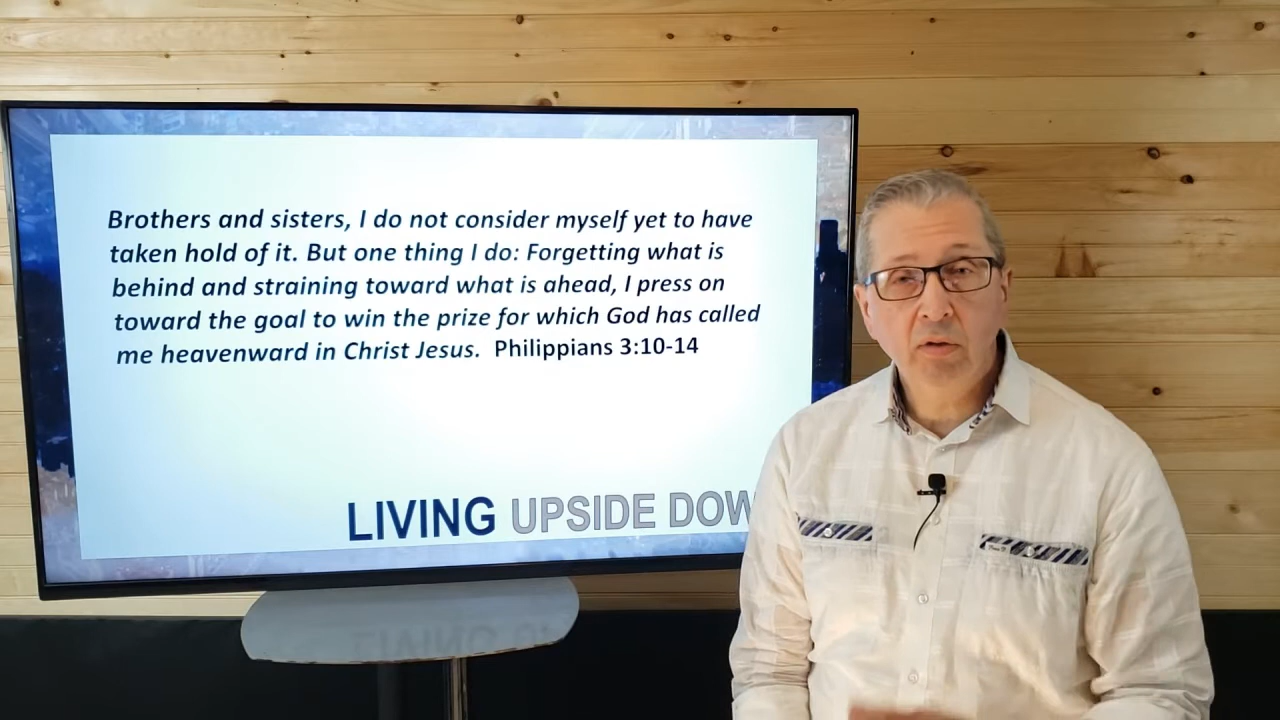 Brothers and sisters, I do not consider myself yet to have
taken hold of it. But one thing I do: Forgetting what is
behind and straining toward what is ahead, I press on
toward the goal to win the prize for which God has called
me heavenward in Christ Jesus. Philippians 3:10-14
LIVING UPSIDE DOW